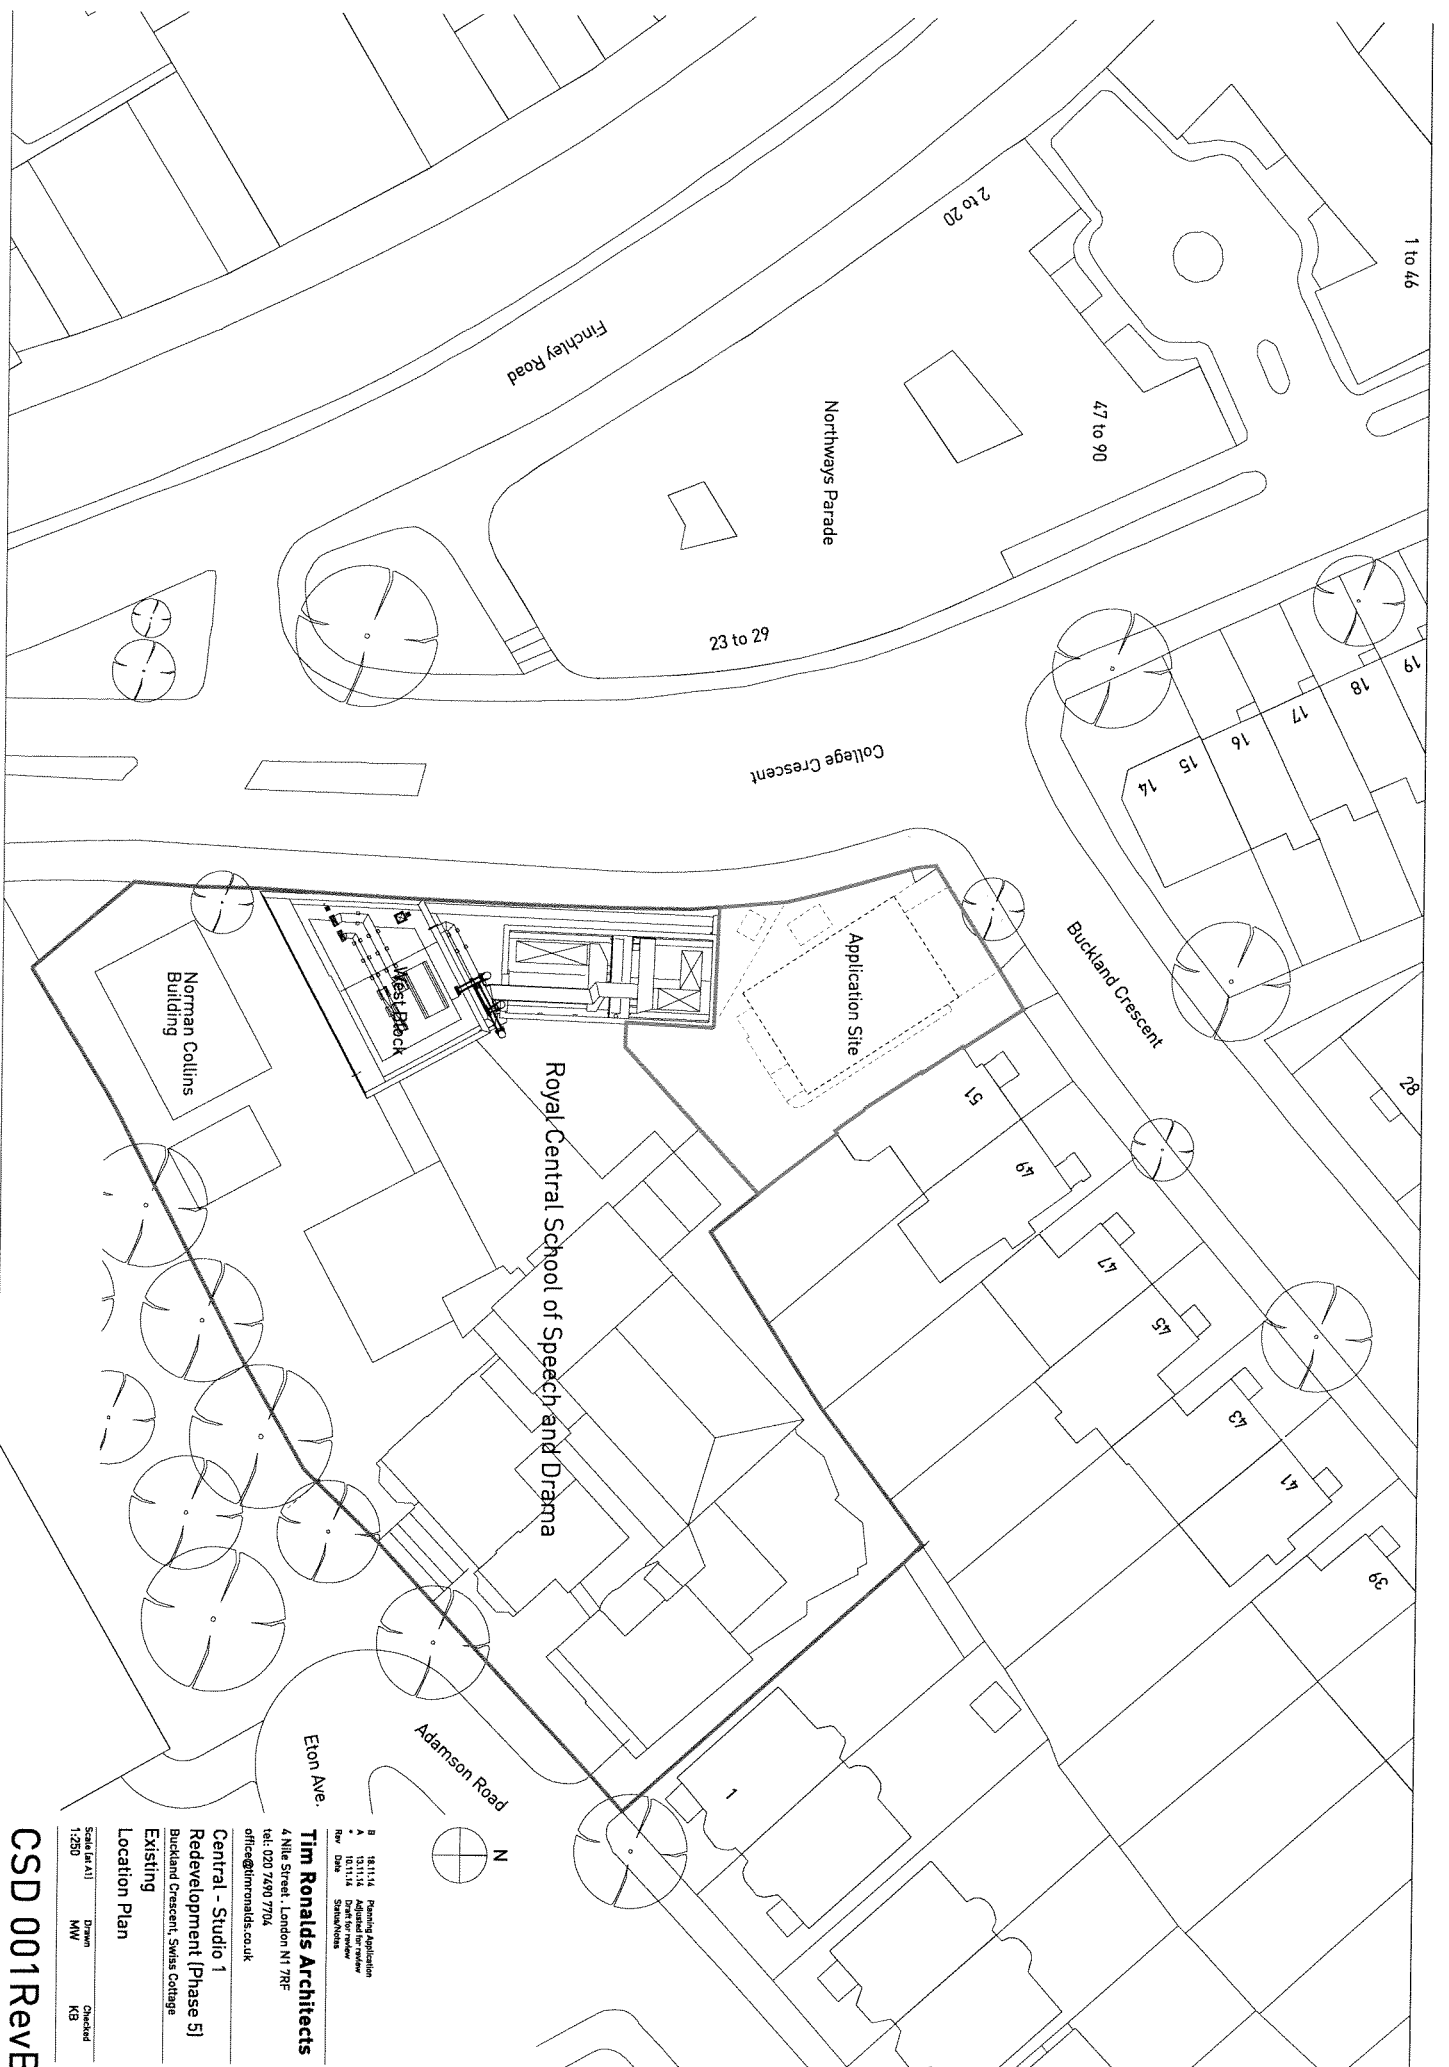 1 to 46
2 to 20
Finchley Road
Northways Parade
47 to 90
23 to 29
College Crescent
19
18
17
16
15
14
Buckland Crescent
28
Application Site
West Block
Norman Collins
Building
Royal Central School of Speech and Drama
51
49
47
45
43
41
39
1
Adamson Road
Eton Ave.
N
B 18.11.14 Planning Application
A 13.11.14 Adjusted for review
* 10.11.14 Draft for review
Rev Date Status/Notes
Tim Ronalds Architects
4 Nile Street . London N1 7RF
tel: 020 7490 7704
office@timronalds.co.uk
Central - Studio 1
Redevelopment (Phase 5)
Buckland Crescent, Swiss Cottage
Existing
Location Plan
Scale (at A1) Drawn Checked
1:250 MW KB
CSD 001RevB